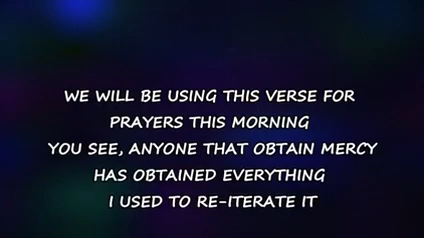 WE WILL BE USING THIS VERSE FOR
PRAYERS THIS MORNING
YOU SEE, ANYONE THAT OBTAIN MERCY
HAS OBTAINED EVERYTHING
I USED TO RE-ITERATE IT